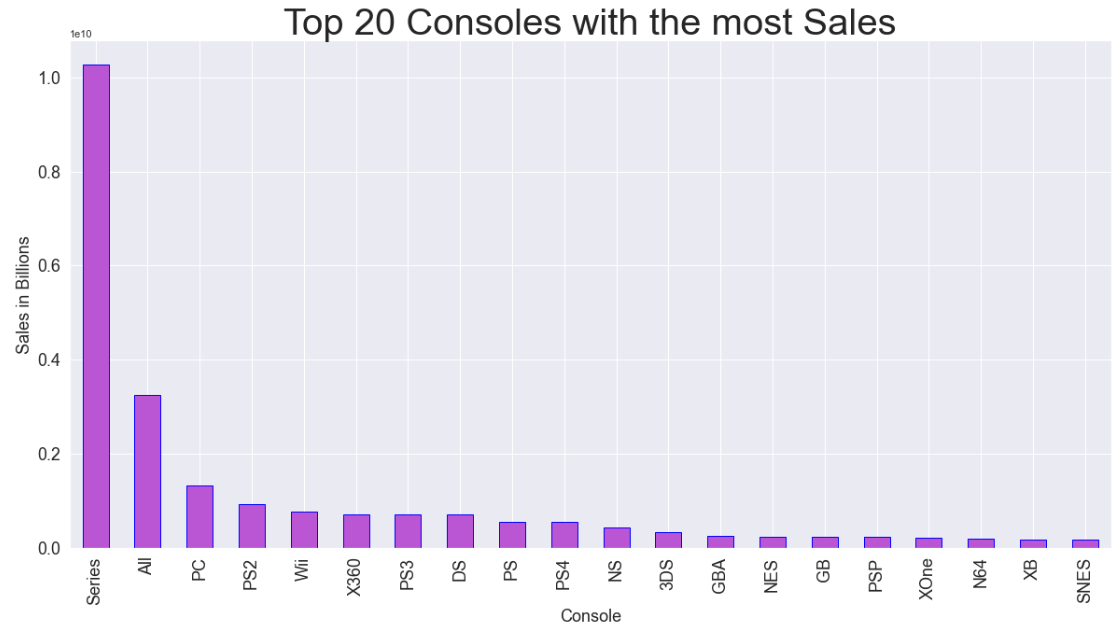 Top 20 Consoles with the most Sales
1e10
1.0
0.8
0.6
0.4
0.2
0.0
Sales in Billions
Series
All
PC
PS2
Wii
X360
PS3
DS
PS
PS4
NS
3DS
GBA
NES
GB
PSP
XOne
N64
XB
SNES
Console